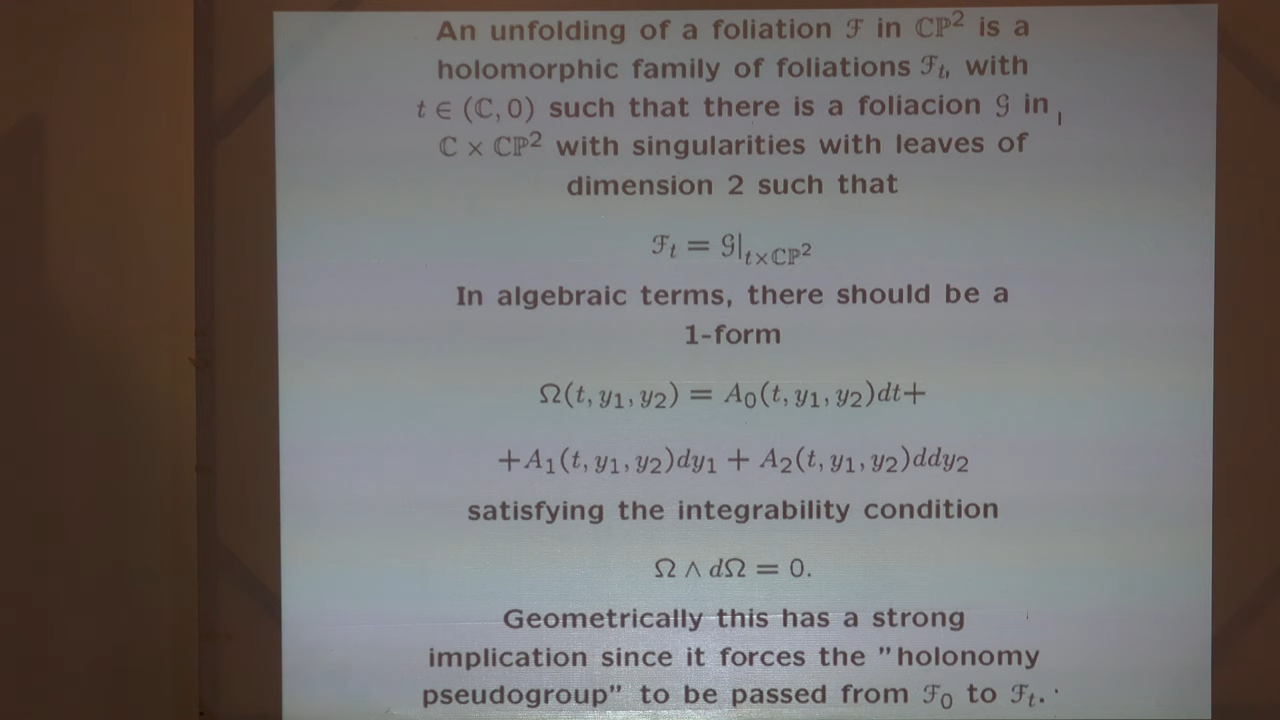 An unfolding of a foliation ℱ in ℂℙ² is a
holomorphic family of foliations ℱₜ, with
t ∈ (ℂ, 0) such that there is a foliacion 𝒢 in
ℂ × ℂℙ² with singularities with leaves of
dimension 2 such that
ℱₜ = 𝒢|ₜ×ℂℙ²
In algebraic terms, there should be a
1-form
Ω(t, y₁, y₂) = A₀(t, y₁, y₂)dt+
+A₁(t, y₁, y₂)dy₁ + A₂(t, y₁, y₂)ddy₂
satisfying the integrability condition
Ω ∧ dΩ = 0.
Geometrically this has a strong
implication since it forces the "holonomy
pseudogroup" to be passed from ℱ₀ to ℱₜ.